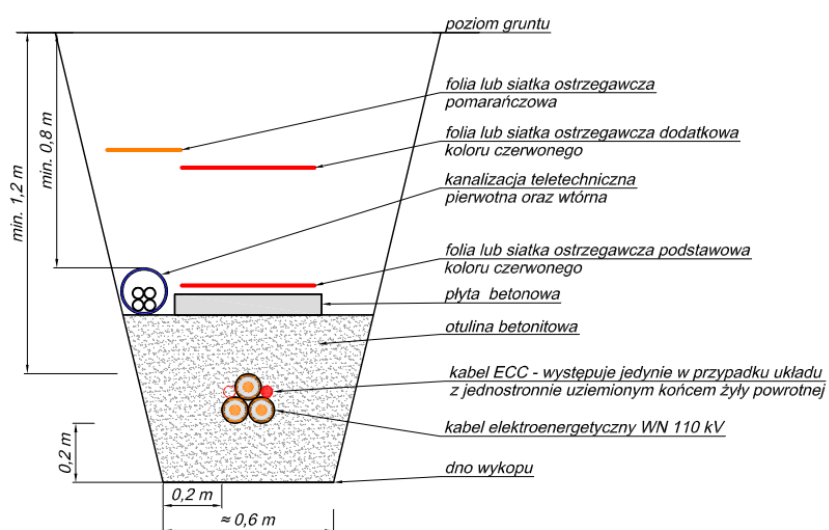 poziom gruntu
folia lub siatka ostrzegawcza
pomarańczowa
folia lub siatka ostrzegawcza dodatkowa
koloru czerwonego
kanalizacja teletechniczna
pierwotna oraz wtórna
folia lub siatka ostrzegawcza podstawowa
koloru czerwonego
płyta betonowa
otulina betonitowa
kabel ECC - występuje jedynie w przypadku układu
z jednostronnie uziemionym końcem żyły powrotnej
kabel elektroenergetyczny WN 110 kV
dno wykopu
min. 1,2 m
min. 0,8 m
0,2 m
0,2 m
≈ 0,6 m